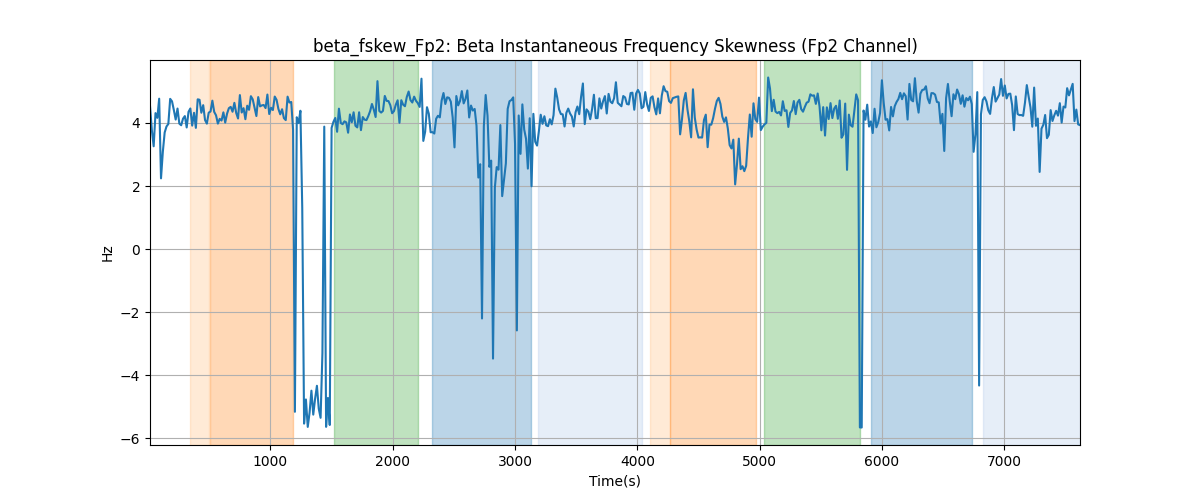 beta_fskew_Fp2: Beta Instantaneous Frequency Skewness (Fp2 Channel)
Hz
4
2
0
−2
−4
−6
1000 2000 3000 4000 5000 6000 7000
Time(s)